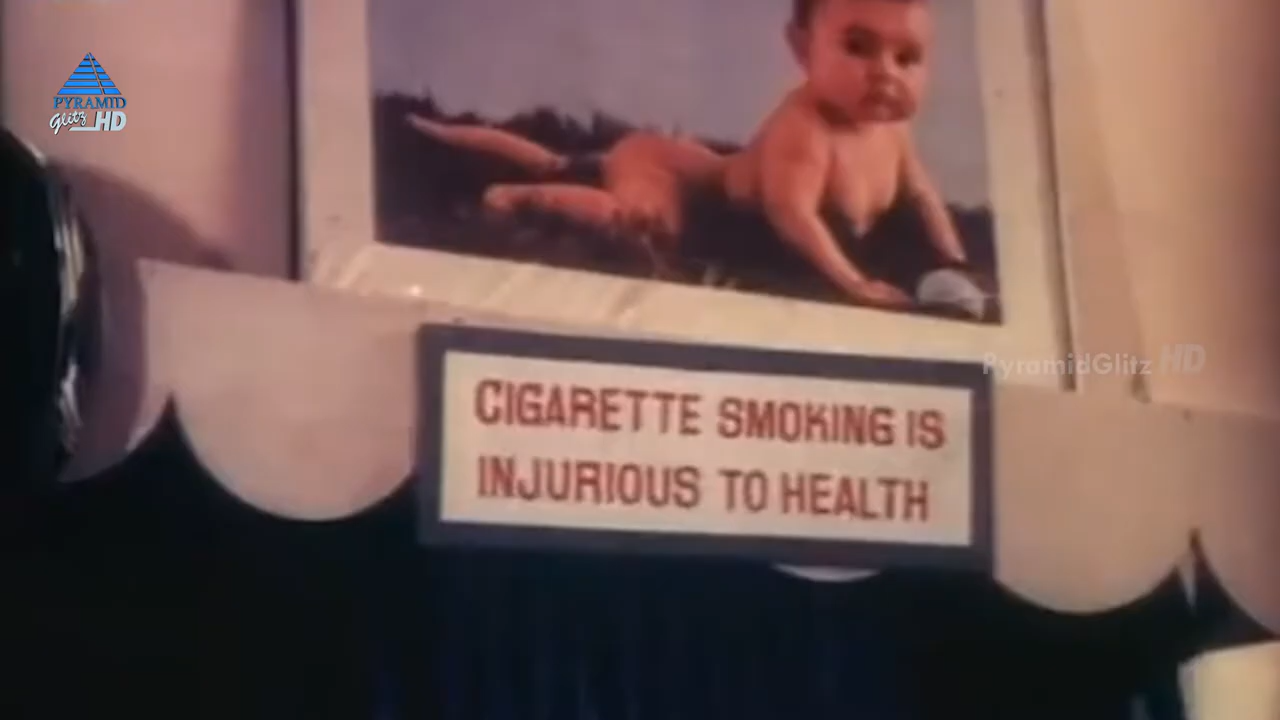 PYRAMID
glitz HD
PyramidGlitz HD
CIGARETTE SMOKING IS
INJURIOUS TO HEALTH